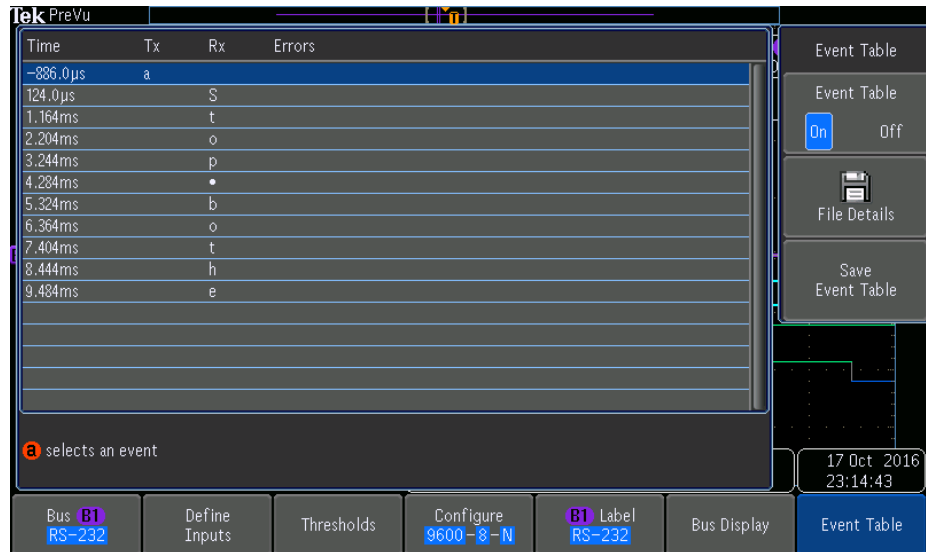 Tek PreVu
T
Time Tx Rx Errors
-886.0µs a
124.0µs S
1.164ms t
2.204ms o
3.244ms p
4.284ms •
5.324ms b
6.364ms o
7.404ms t
8.444ms h
9.484ms e
a selects an event
Event Table
Event Table
On Off
File Details
Save
Event Table
17 Oct 2016
23:14:43
Bus B1
RS-232
Define
Inputs
Thresholds
Configure
9600-8-N
B1 Label
RS-232
Bus Display
Event Table